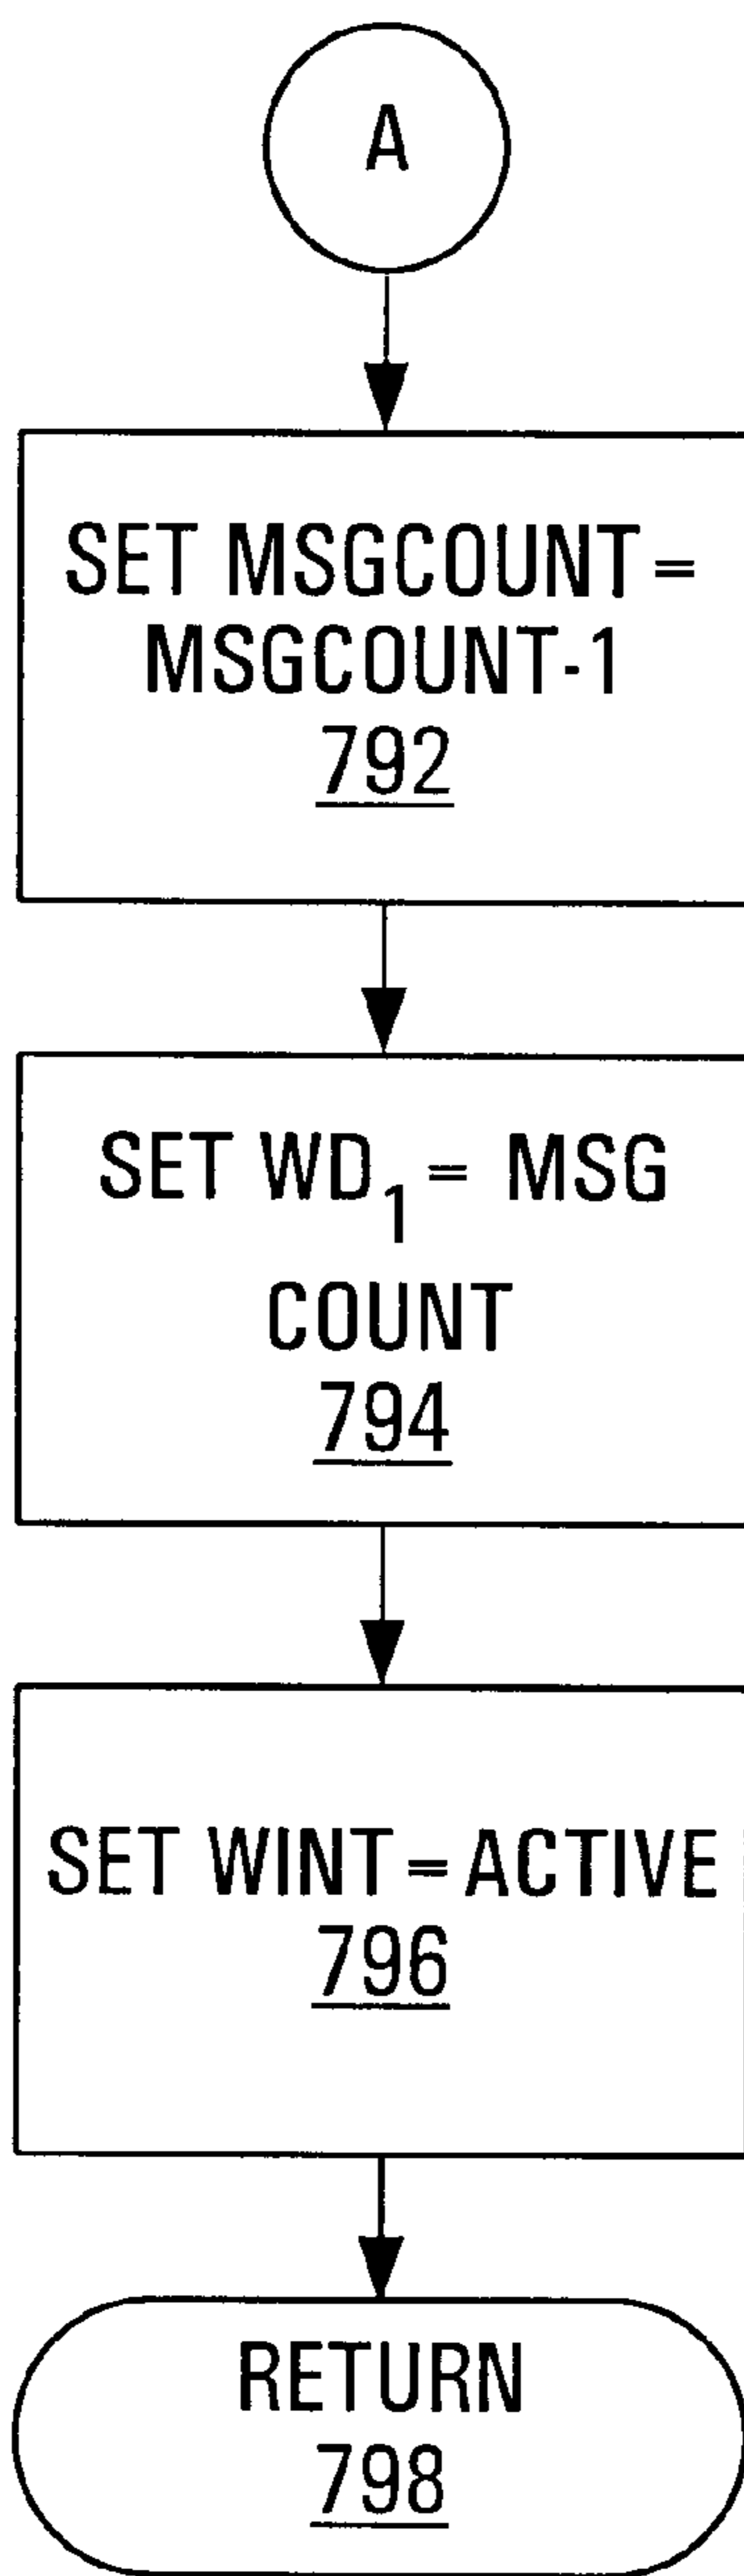 A
SET MSGCOUNT =
MSGCOUNT-1
792
SET WD₁ = MSG
COUNT
794
SET WINT = ACTIVE
796
RETURN
798